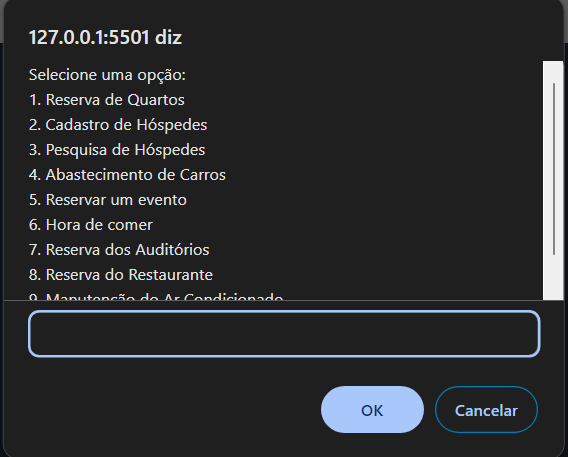 127.0.0.1:5501 diz
Selecione uma opção:
1. Reserva de Quartos
2. Cadastro de Hóspedes
3. Pesquisa de Hóspedes
4. Abastecimento de Carros
5. Reservar um evento
6. Hora de comer
7. Reserva dos Auditórios
8. Reserva do Restaurante
9. Manutenção do Ar Condicionado
OK
Cancelar